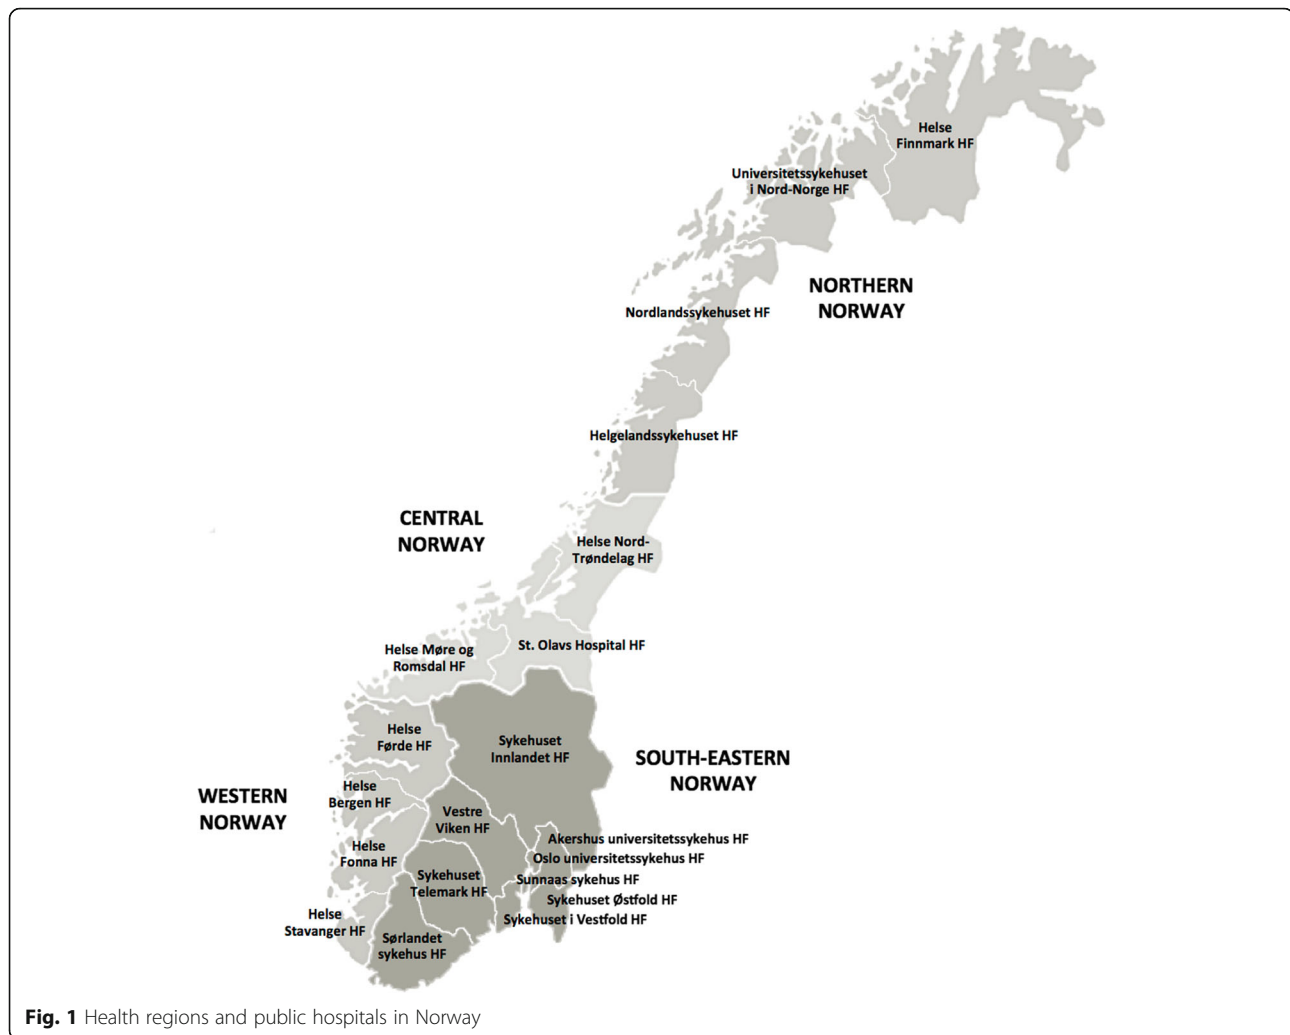 Helse
Finnmark HF
Universitetssykehuset
i Nord-Norge HF
NORTHERN
NORWAY
Nordlandssykehuset HF
Helgelandssykehuset HF
CENTRAL
NORWAY
Helse Nord-
Trøndelag HF
St. Olavs Hospital HF
Helse Møre og
Romsdal HF
Helse
Førde HF
Sykehuset
Innlandet HF
SOUTH-EASTERN
NORWAY
WESTERN
NORWAY
Helse
Bergen HF
Vestre
Viken HF
Helse
Fonna HF
Akershus universitetssykehus HF
Oslo universitetssykehus HF
Sykehuset
Telemark HF
Sunnaas sykehus HF
Sykehuset Østfold HF
Sykehuset i Vestfold HF
Helse
Stavanger HF
Sørlandet
sykehus HF
Fig. 1 Health regions and public hospitals in Norway